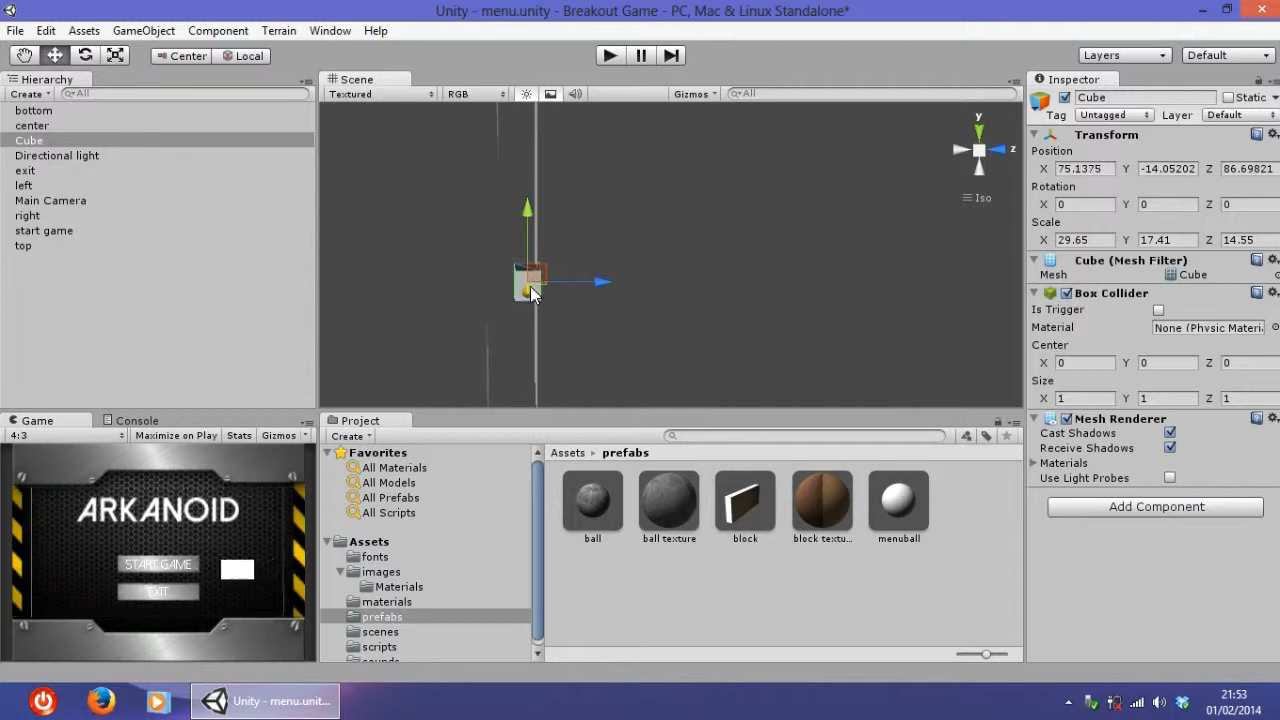 Unity - menu.unity - Breakout Game - PC, Mac & Linux Standalone*
File Edit Assets GameObject Component Terrain Window Help
Center Local Layers Default
Hierarchy
Create All
bottom
center
Cube
Directional light
exit
left
Main Camera
right
start game
top
Scene
Textured RGB Gizmos All
y
z
Iso
Inspector
Cube Static
Tag Untagged Layer Default
Transform
Position
X 75.1375 Y -14.05202 Z 86.69821
Rotation
X 0 Y 0 Z 0
Scale
X 29.65 Y 17.41 Z 14.55
Cube (Mesh Filter)
Mesh Cube
Box Collider
Is Trigger
Material None (Physic Materi
Center
X 0 Y 0 Z 0
Size
X 1 Y 1 Z 1
Mesh Renderer
Cast Shadows
Receive Shadows
Materials
Use Light Probes
Add Component
Game Console
4:3 Maximize on Play Stats Gizmos
ARKANOID
START GAME
EXIT
Project
Create
Favorites
All Materials
All Models
All Prefabs
All Scripts
Assets
fonts
images
Materials
materials
prefabs
scenes
scripts
sounds
Assets prefabs
ball ball texture block block textu... menuball
Unity - menu.unit...
21:53
01/02/2014